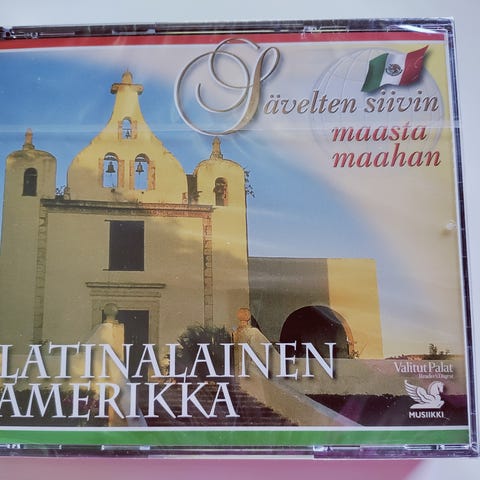 Sävelten siivin
maasta
maahan
LATINALAINEN
AMERIKKA
Valitut Palat
Reader's Digest
MUSIIKKI